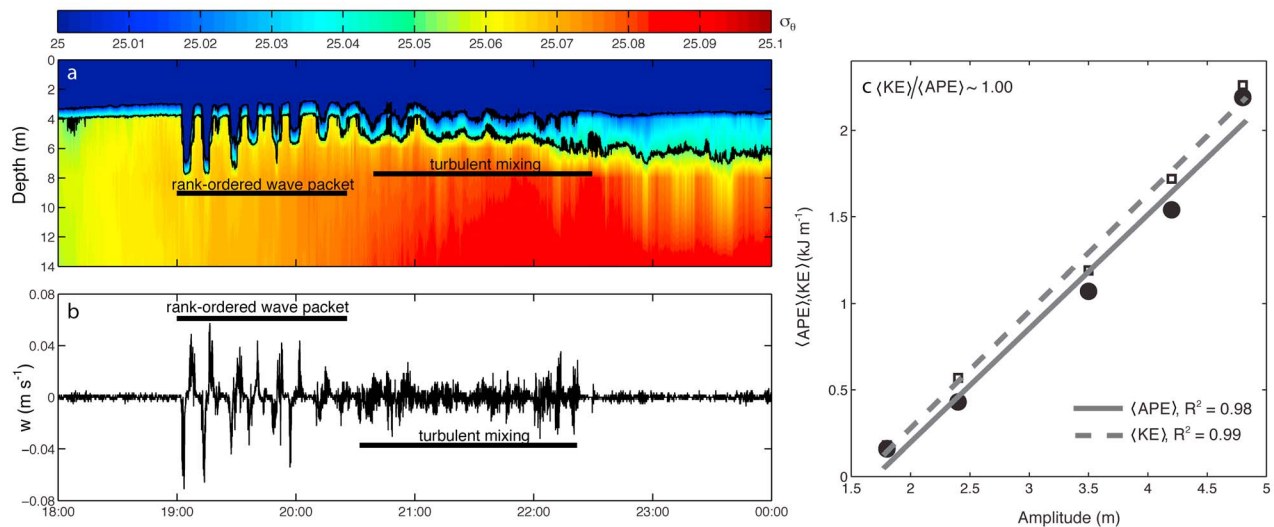 σθ
25 25.01 25.02 25.03 25.04 25.05 25.06 25.07 25.08 25.09 25.1
a
0
2
4
6
8
10
12
14
Depth (m)
turbulent mixing
rank-ordered wave packet
b
0.08
0.04
0
−0.04
−0.08
w (m s⁻¹)
rank-ordered wave packet
turbulent mixing
18:00 19:00 20:00 21:00 22:00 23:00 00:00
c ⟨KE⟩/⟨APE⟩ ~ 1.00
2
1.5
1
0.5
0
⟨APE⟩,⟨KE⟩ (kJ m⁻¹)
⟨APE⟩, R² = 0.98
⟨KE⟩, R² = 0.99
1.5 2 2.5 3 3.5 4 4.5 5
Amplitude (m)